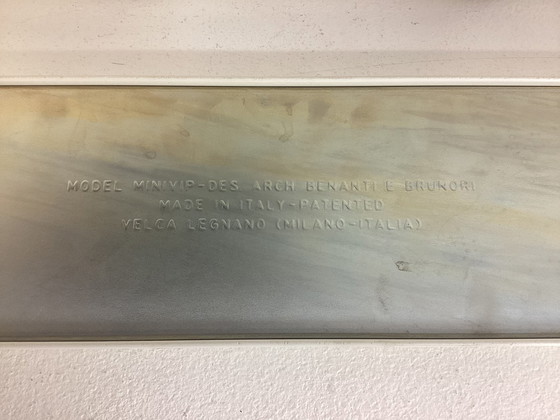 MODEL MINIVIP-DES ARCH BENANTI E BRUNORI
MADE IN ITALY-PATENTED
VELCA LEGNANO (MILANO-ITALIA)